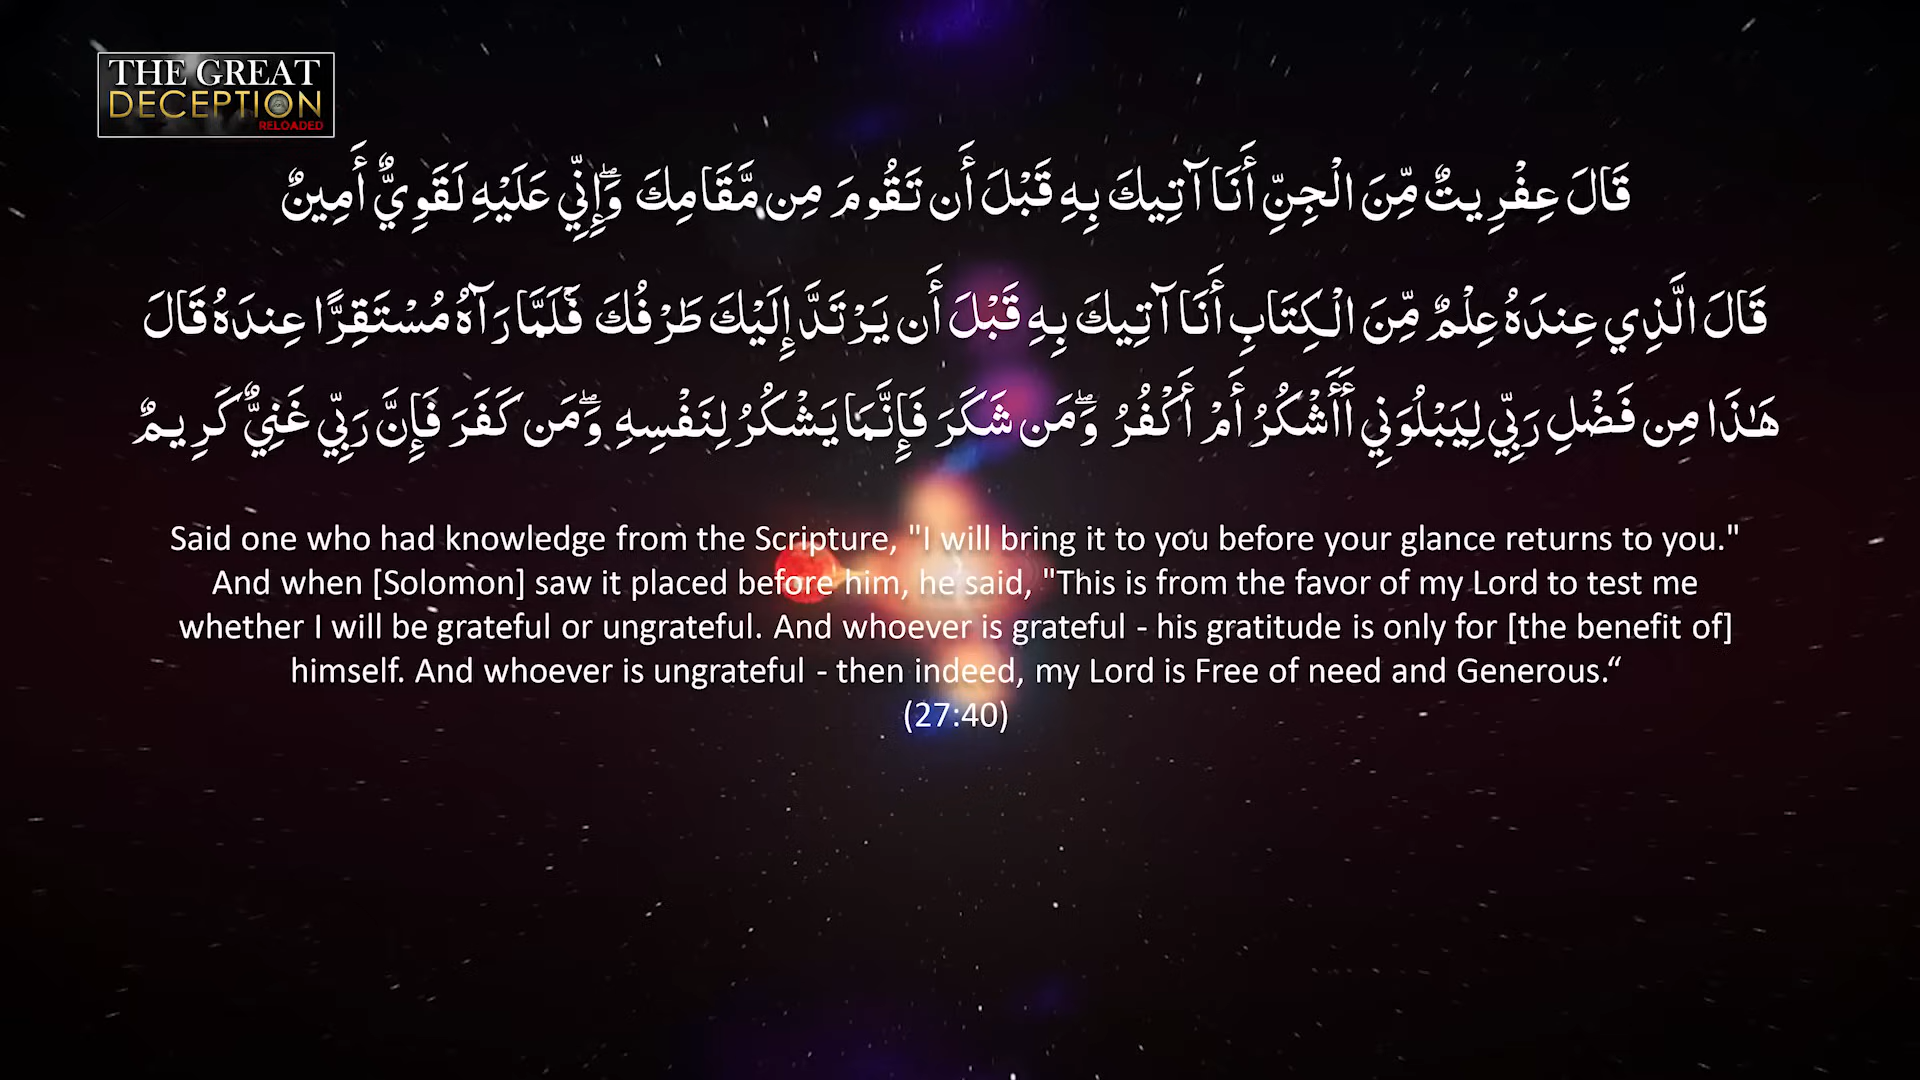 THE GREAT
DECEPTION
RELOADED
قَالَ عِفْرِيتٌ مِّنَ الْجِنِّ أَنَا آتِيكَ بِهِ قَبْلَ أَن تَقُومَ مِن مَّقَامِكَ ۖ وَإِنِّي عَلَيْهِ لَقَوِيٌّ أَمِينٌ
قَالَ الَّذِي عِندَهُ عِلْمٌ مِّنَ الْكِتَابِ أَنَا آتِيكَ بِهِ قَبْلَ أَن يَرْتَدَّ إِلَيْكَ طَرْفُكَ ۚ فَلَمَّا رَآهُ مُسْتَقِرًّا عِندَهُ قَالَ
هَٰذَا مِن فَضْلِ رَبِّي لِيَبْلُوَنِي أَأَشْكُرُ أَمْ أَكْفُرُ ۖ وَمَن شَكَرَ فَإِنَّمَا يَشْكُرُ لِنَفْسِهِ ۖ وَمَن كَفَرَ فَإِنَّ رَبِّي غَنِيٌّ كَرِيمٌ
Said one who had knowledge from the Scripture, "I will bring it to you before your glance returns to you."
And when [Solomon] saw it placed before him, he said, "This is from the favor of my Lord to test me
whether I will be grateful or ungrateful. And whoever is grateful - his gratitude is only for [the benefit of]
himself. And whoever is ungrateful - then indeed, my Lord is Free of need and Generous.“
(27:40)